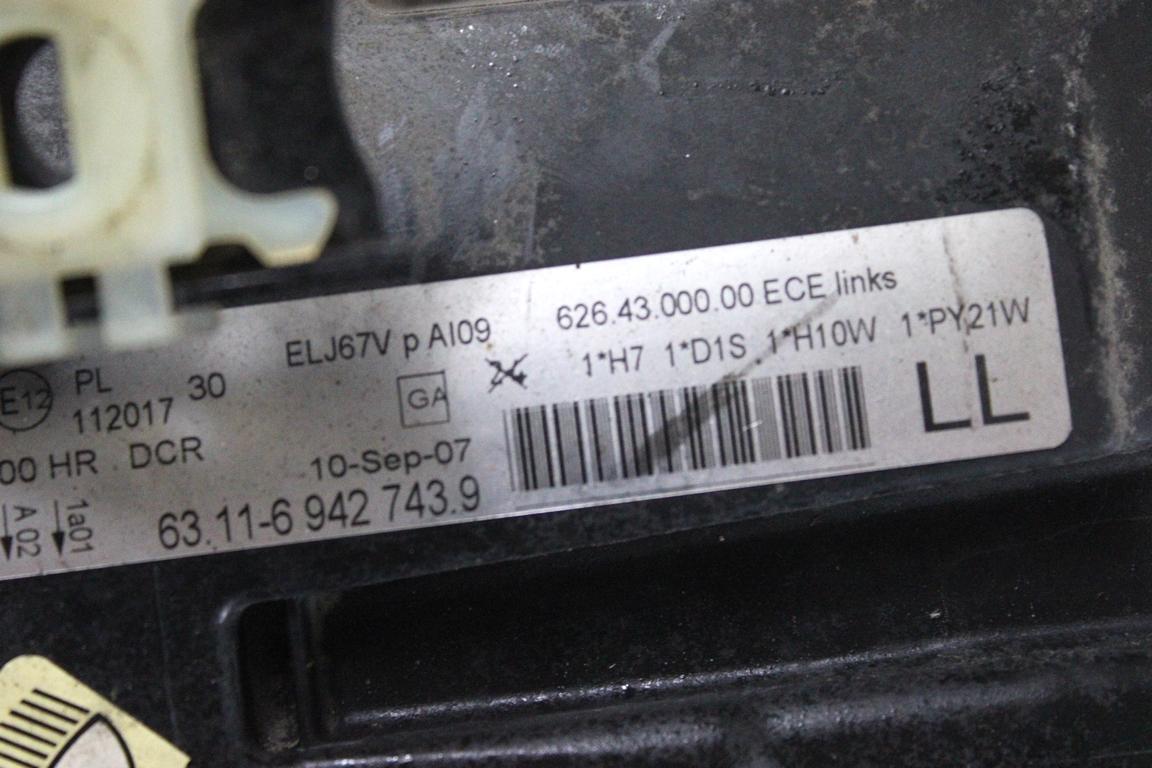 626.43.000.00 ECE links
ELJ67V p AI09
1*H7 1*D1S 1*H10W 1*PY21W
E12 PL 30
112017
GA
LL
00 HR DCR
10-Sep-07
63.11-6 942 743.9
A 02
1a01